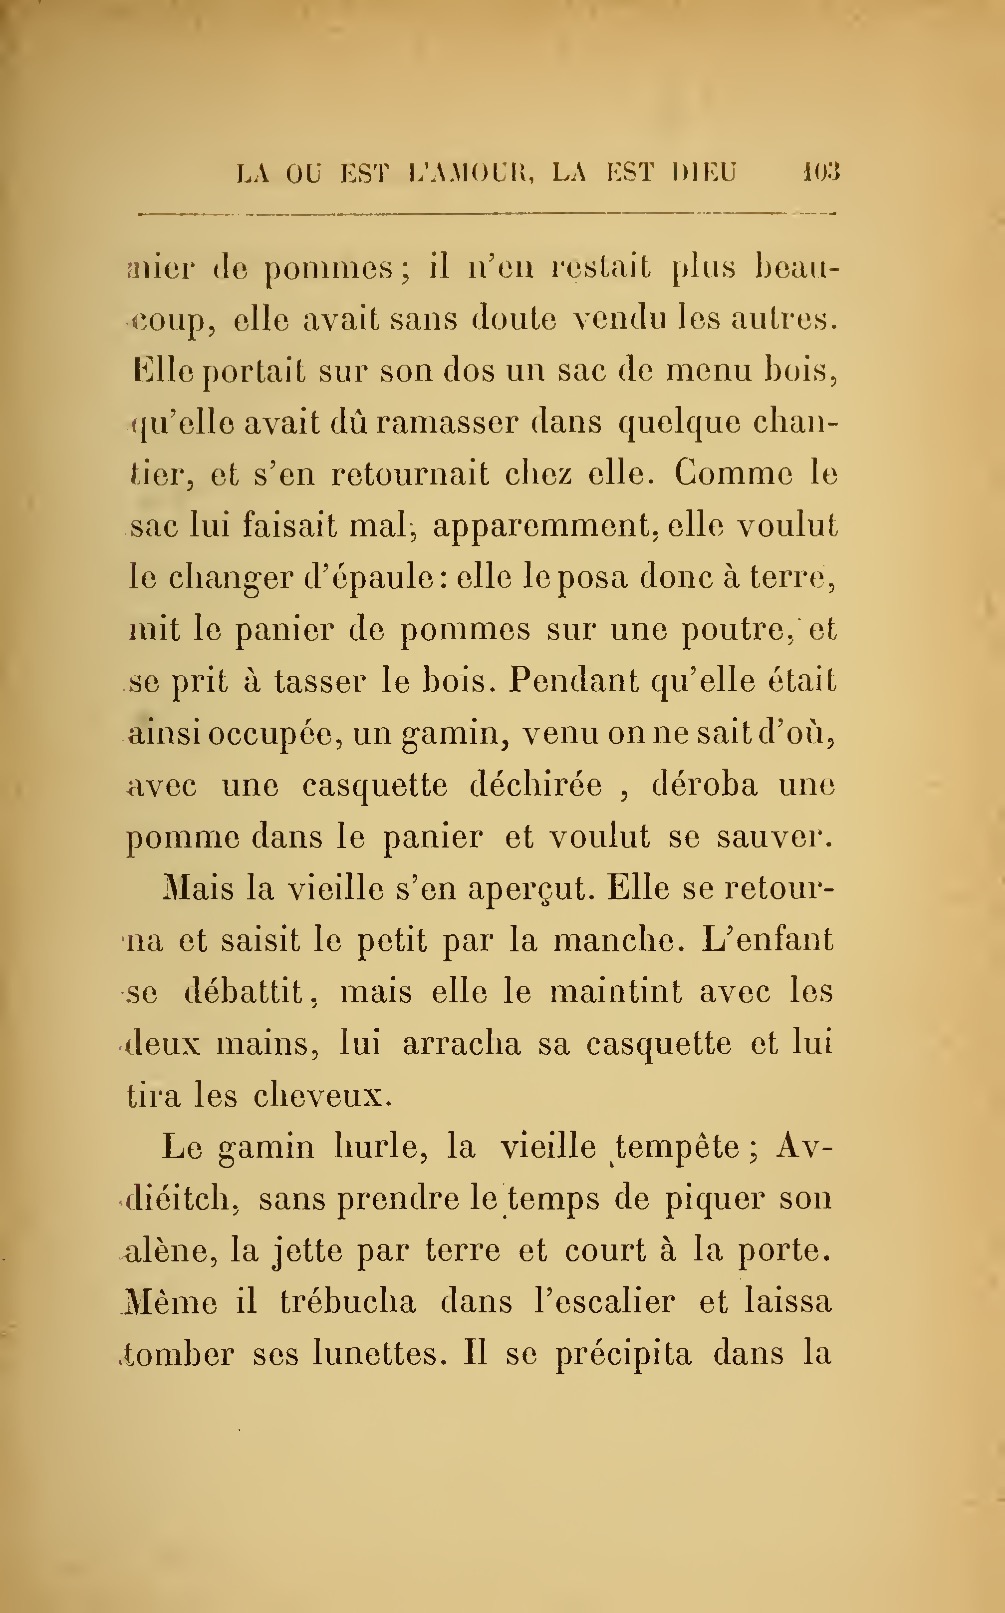 LA OU EST L'AMOUR, LA EST DIEU 103
nier de pommes; il n'en restait plus beau-
coup, elle avait sans doute vendu les autres.
Elle portait sur son dos un sac de menu bois,
qu'elle avait dû ramasser dans quelque chan-
tier, et s'en retournait chez elle. Comme le
sac lui faisait mal, apparemment, elle voulut
le changer d'épaule: elle le posa donc à terre,
mit le panier de pommes sur une poutre, et
se prit à tasser le bois. Pendant qu'elle était
ainsi occupée, un gamin, venu on ne sait d'où,
avec une casquette déchirée , déroba une
pomme dans le panier et voulut se sauver.
Mais la vieille s'en aperçut. Elle se retour-
na et saisit le petit par la manche. L'enfant
se débattit, mais elle le maintint avec les
deux mains, lui arracha sa casquette et lui
tira les cheveux.
Le gamin hurle, la vieille tempête; Av-
diéitch, sans prendre le temps de piquer son
alène, la jette par terre et court à la porte.
Même il trébucha dans l'escalier et laissa
tomber ses lunettes. Il se précipita dans la